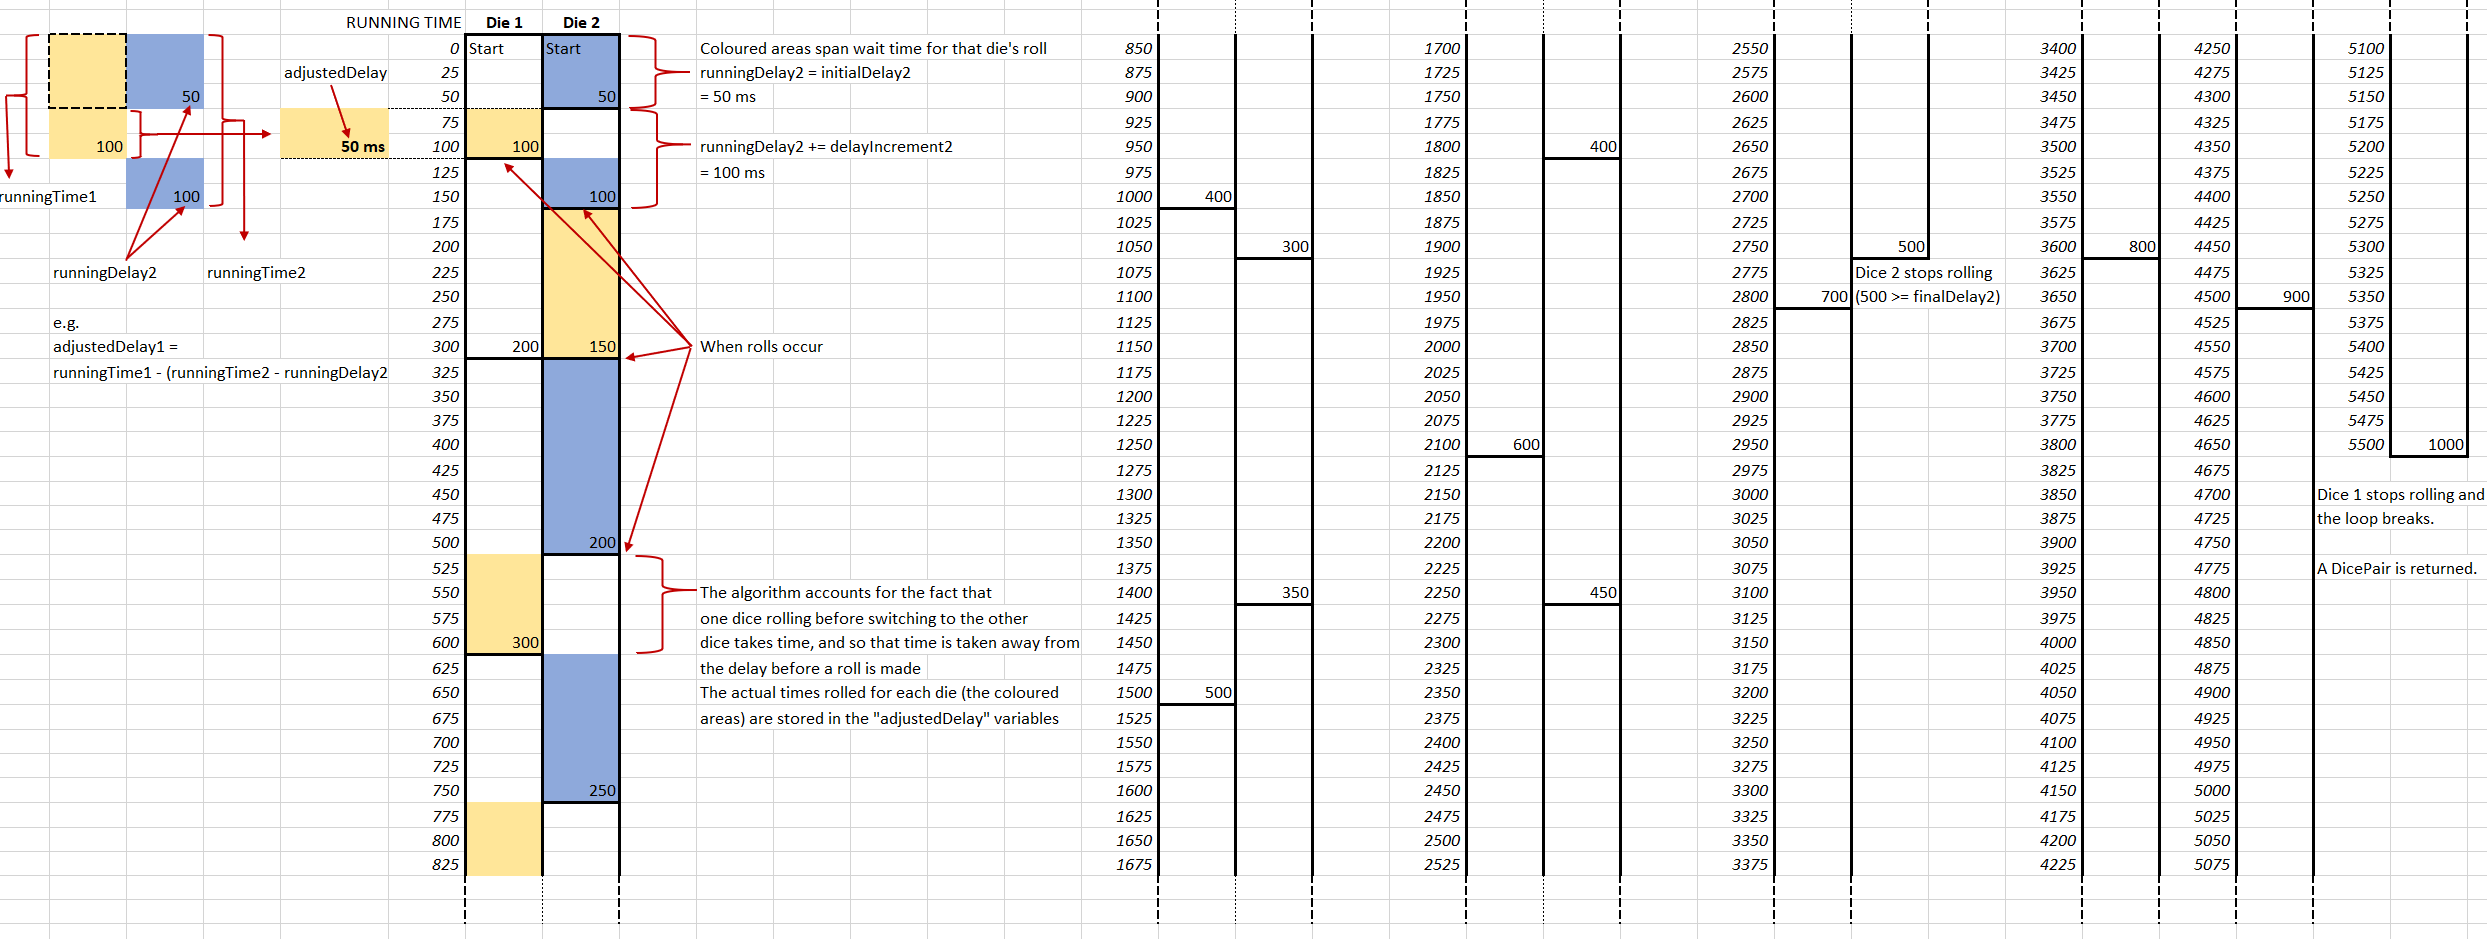 RUNNING TIME Die 1 Die 2
0 Start Start Coloured areas span wait time for that die's roll 850 1700 2550 3400 4250 5100
adjustedDelay 25 runningDelay2 = initialDelay2 875 1725 2575 3425 4275 5125
50 50 50 = 50 ms 900 1750 2600 3450 4300 5150
75 925 1775 2625 3475 4325 5175
100 50 ms 100 100 runningDelay2 += delayIncrement2 950 1800 400 2650 3500 4350 5200
125 = 100 ms 975 1825 2675 3525 4375 5225
runningTime1 100 150 100 1000 400 1850 2700 3550 4400 5250
175 1025 1875 2725 3575 4425 5275
200 1050 300 1900 2750 500 3600 800 4450 5300
runningDelay2 runningTime2 225 1075 1925 2775 Dice 2 stops rolling 3625 4475 5325
250 1100 1950 2800 700 (500 >= finalDelay2) 3650 4500 900 5350
e.g. 275 1125 1975 2825 3675 4525 5375
adjustedDelay1 = 300 200 150 When rolls occur 1150 2000 2850 3700 4550 5400
runningTime1 - (runningTime2 - runningDelay2 325 1175 2025 2875 3725 4575 5425
350 1200 2050 2900 3750 4600 5450
375 1225 2075 2925 3775 4625 5475
400 1250 2100 600 2950 3800 4650 5500 1000
425 1275 2125 2975 3825 4675
450 1300 2150 3000 3850 4700 Dice 1 stops rolling and
475 1325 2175 3025 3875 4725 the loop breaks.
500 200 1350 2200 3050 3900 4750
525 1375 2225 3075 3925 4775 A DicePair is returned.
550 The algorithm accounts for the fact that 1400 350 2250 450 3100 3950 4800
575 one dice rolling before switching to the other 1425 2275 3125 3975 4825
600 300 dice takes time, and so that time is taken away from 1450 2300 3150 4000 4850
625 the delay before a roll is made 1475 2325 3175 4025 4875
650 The actual times rolled for each die (the coloured 1500 500 2350 3200 4050 4900
675 areas) are stored in the "adjustedDelay" variables 1525 2375 3225 4075 4925
700 1550 2400 3250 4100 4950
725 1575 2425 3275 4125 4975
750 250 1600 2450 3300 4150 5000
775 1625 2475 3325 4175 5025
800 1650 2500 3350 4200 5050
825 1675 2525 3375 4225 5075